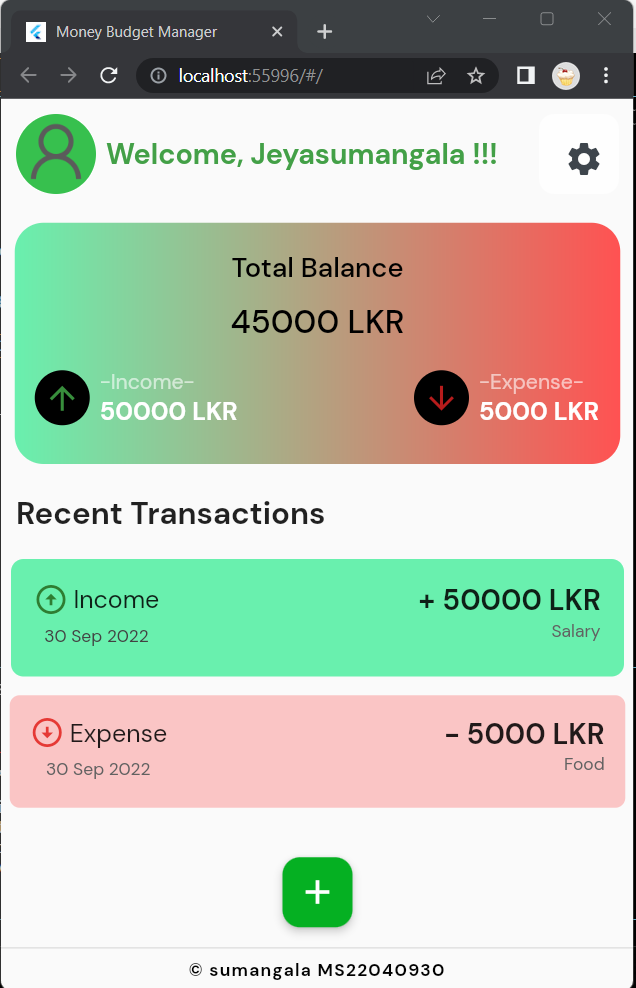 Money Budget Manager
localhost:55996/#/
Welcome, Jeyasumangala !!!
Total Balance
45000 LKR
-Income-
50000 LKR
-Expense-
5000 LKR
Recent Transactions
Income
+ 50000 LKR
30 Sep 2022
Salary
Expense
- 5000 LKR
30 Sep 2022
Food
© sumangala MS22040930